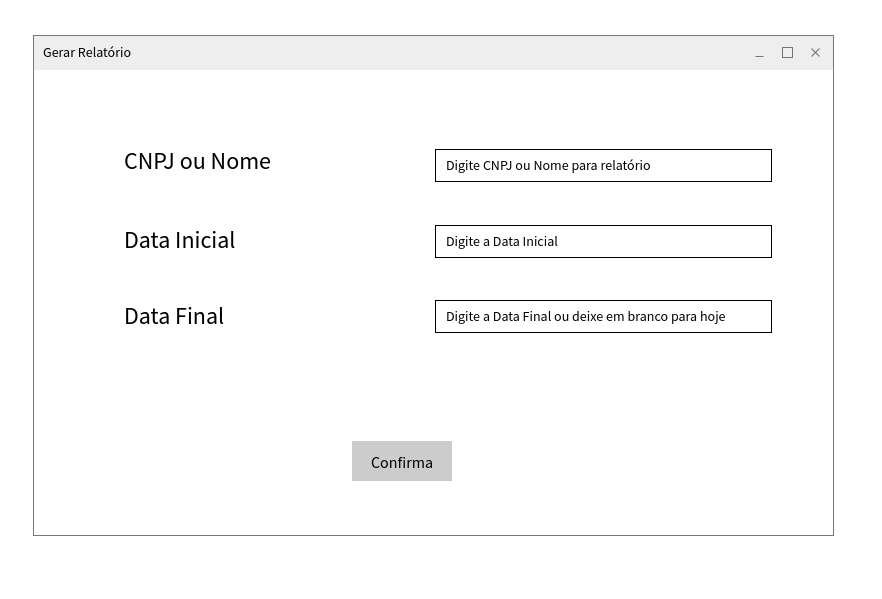 Gerar Relatório
CNPJ ou Nome
Digite CNPJ ou Nome para relatório
Data Inicial
Digite a Data Inicial
Data Final
Digite a Data Final ou deixe em branco para hoje
Confirma